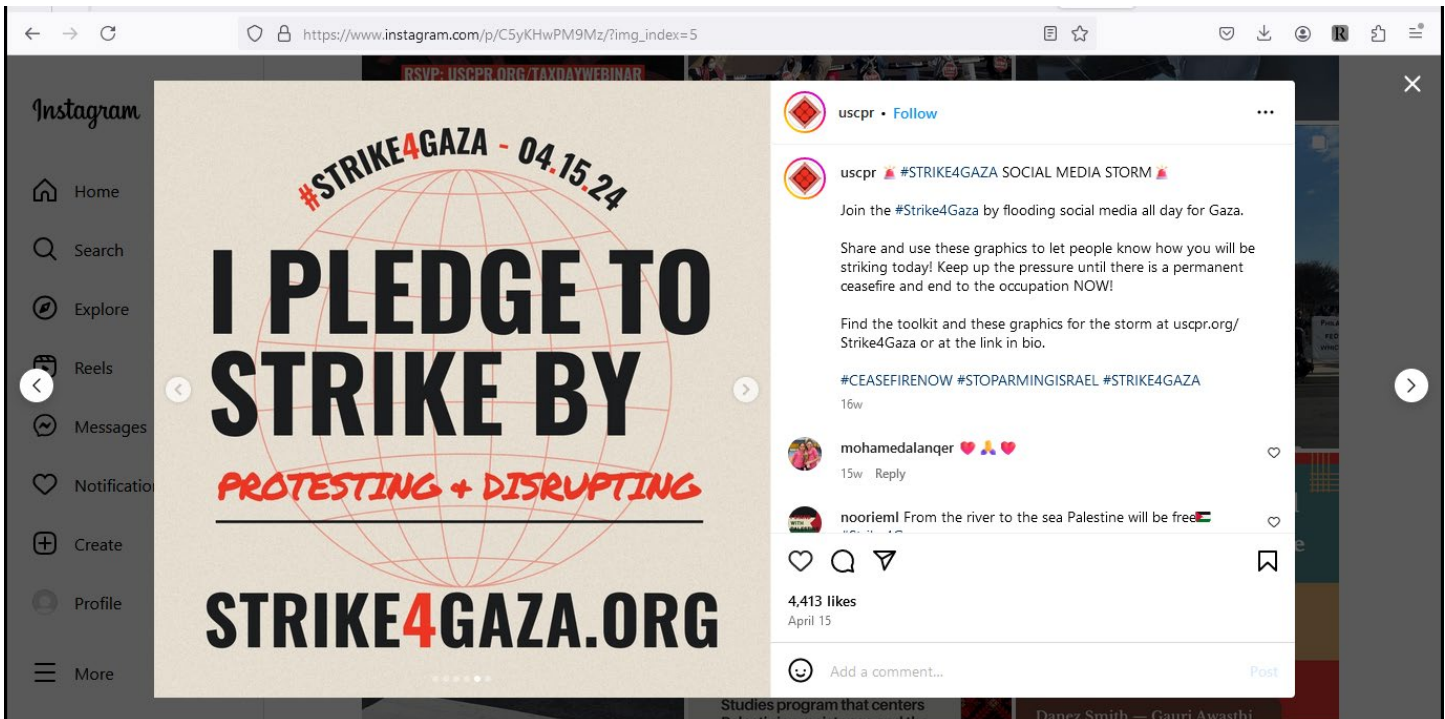 https://www.instagram.com/p/C5yKHwPM9Mz/?img_index=5
RSVP: USCPR.ORG/TAXDAYWEBINAR
Instagram
Home
Search
Explore
Reels
Messages
Notificatio
Create
Profile
More
#STRIKE4GAZA - 04.15.24
I PLEDGE TO
STRIKE BY
PROTESTING + DISRUPTING
STRIKE4GAZA.ORG
uscpr • Follow
uscpr 🚨 #STRIKE4GAZA SOCIAL MEDIA STORM 🚨
Join the #Strike4Gaza by flooding social media all day for Gaza.
Share and use these graphics to let people know how you will be
striking today! Keep up the pressure until there is a permanent
ceasefire and end to the occupation NOW!
Find the toolkit and these graphics for the storm at uscpr.org/
Strike4Gaza or at the link in bio.
#CEASEFIRENOW #STOPARMINGISRAEL #STRIKE4GAZA
16w
mohamedalanqer ❤️🙏❤️
15w Reply
noorieml From the river to the sea Palestine will be free🇵🇸
4,413 likes
April 15
Add a comment...
Post
Studies program that centers
Danez Smith — Gauri Awasthi